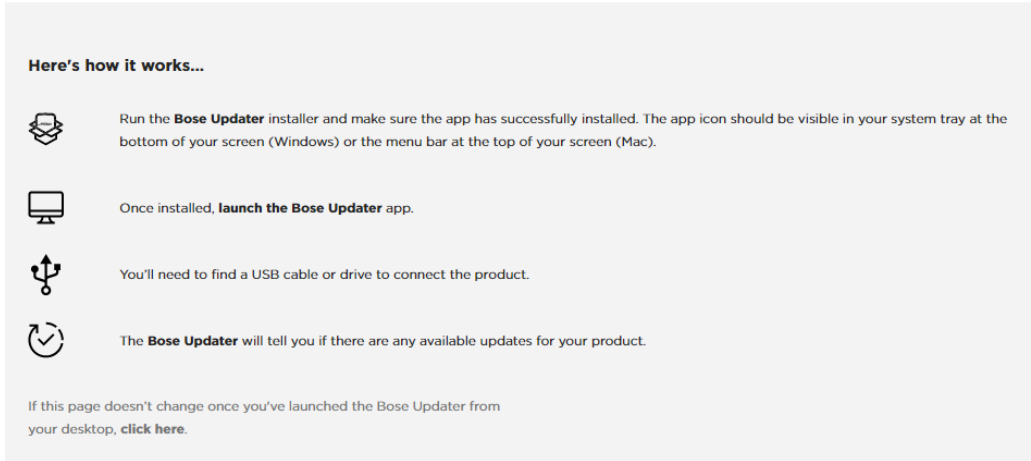 Here's how it works...
Run the Bose Updater installer and make sure the app has successfully installed. The app icon should be visible in your system tray at the
bottom of your screen (Windows) or the menu bar at the top of your screen (Mac).
Once installed, launch the Bose Updater app.
You'll need to find a USB cable or drive to connect the product.
The Bose Updater will tell you if there are any available updates for your product.
If this page doesn't change once you've launched the Bose Updater from
your desktop, click here.